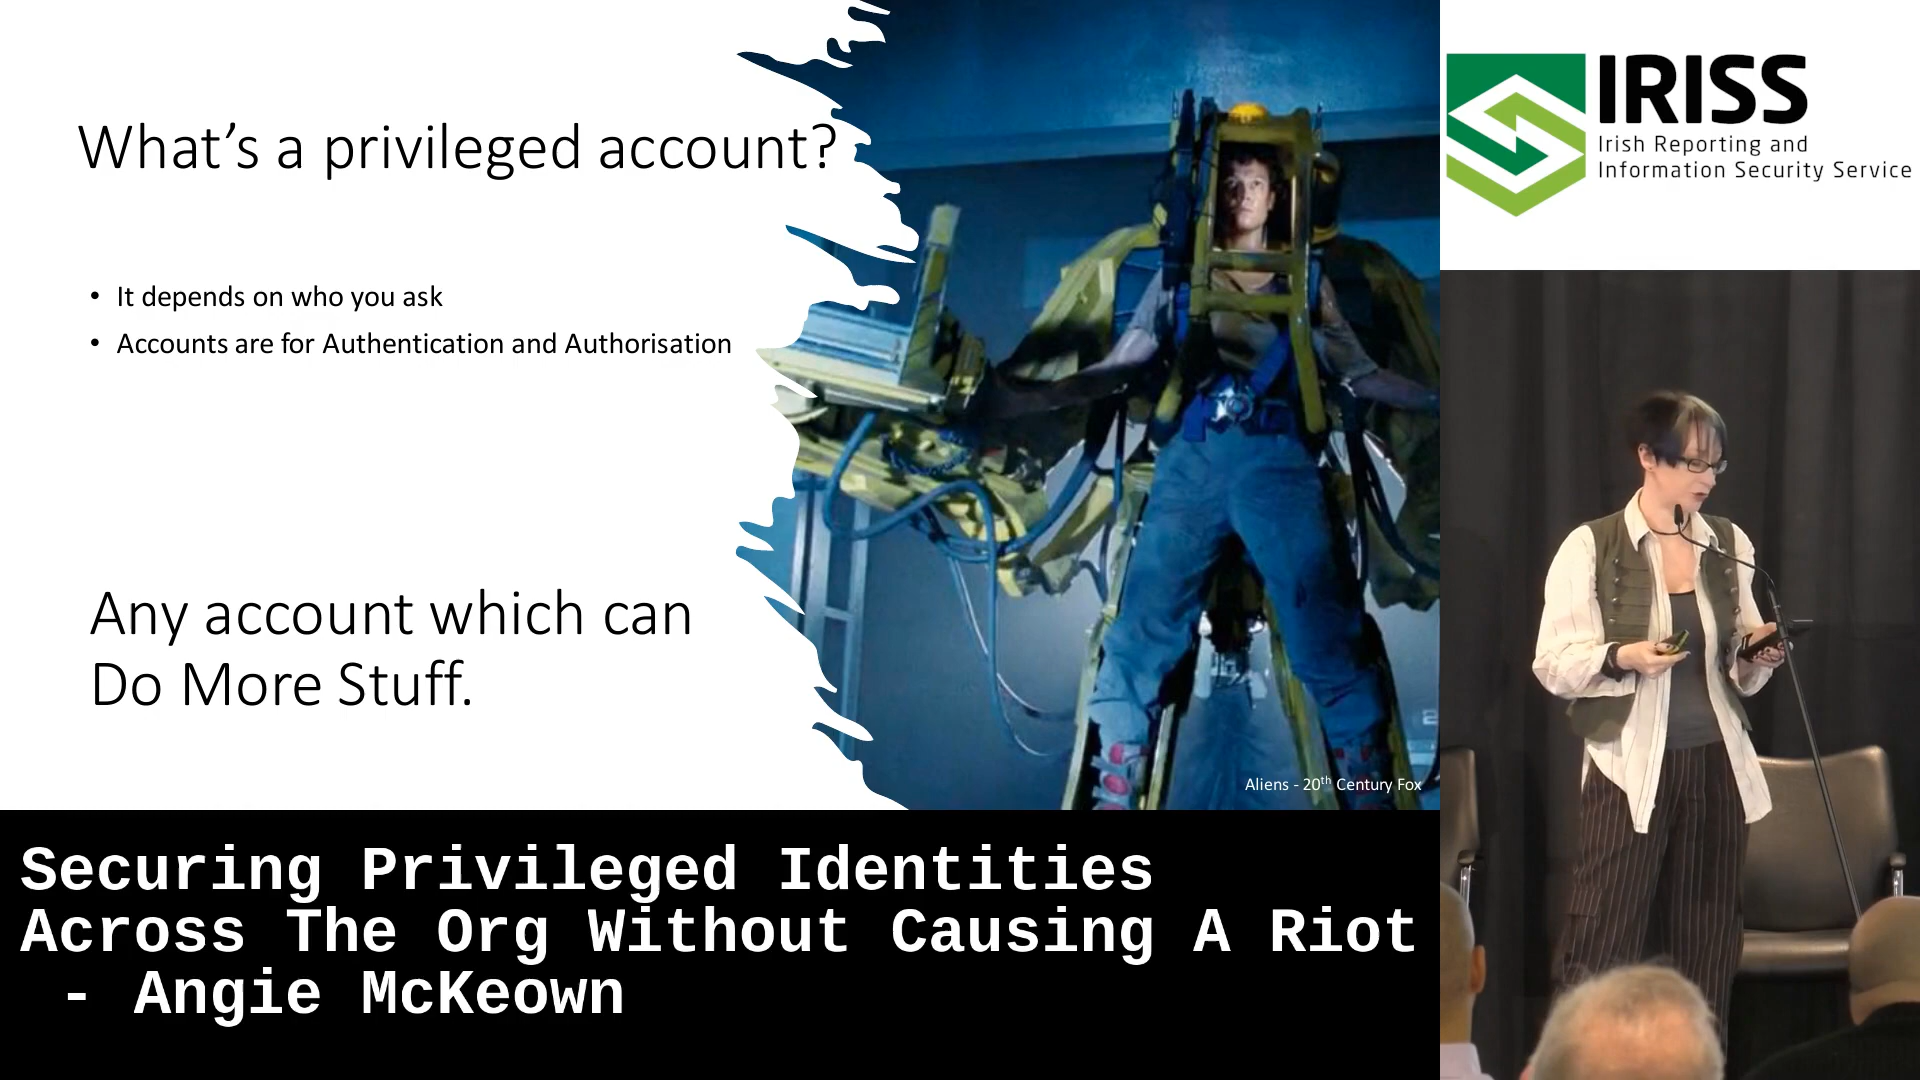 What’s a privileged account?
• It depends on who you ask
• Accounts are for Authentication and Authorisation
Any account which can
Do More Stuff.
Aliens - 20th Century Fox
IRISS
Irish Reporting and
Information Security Service
Securing Privileged Identities
Across The Org Without Causing A Riot
- Angie McKeown